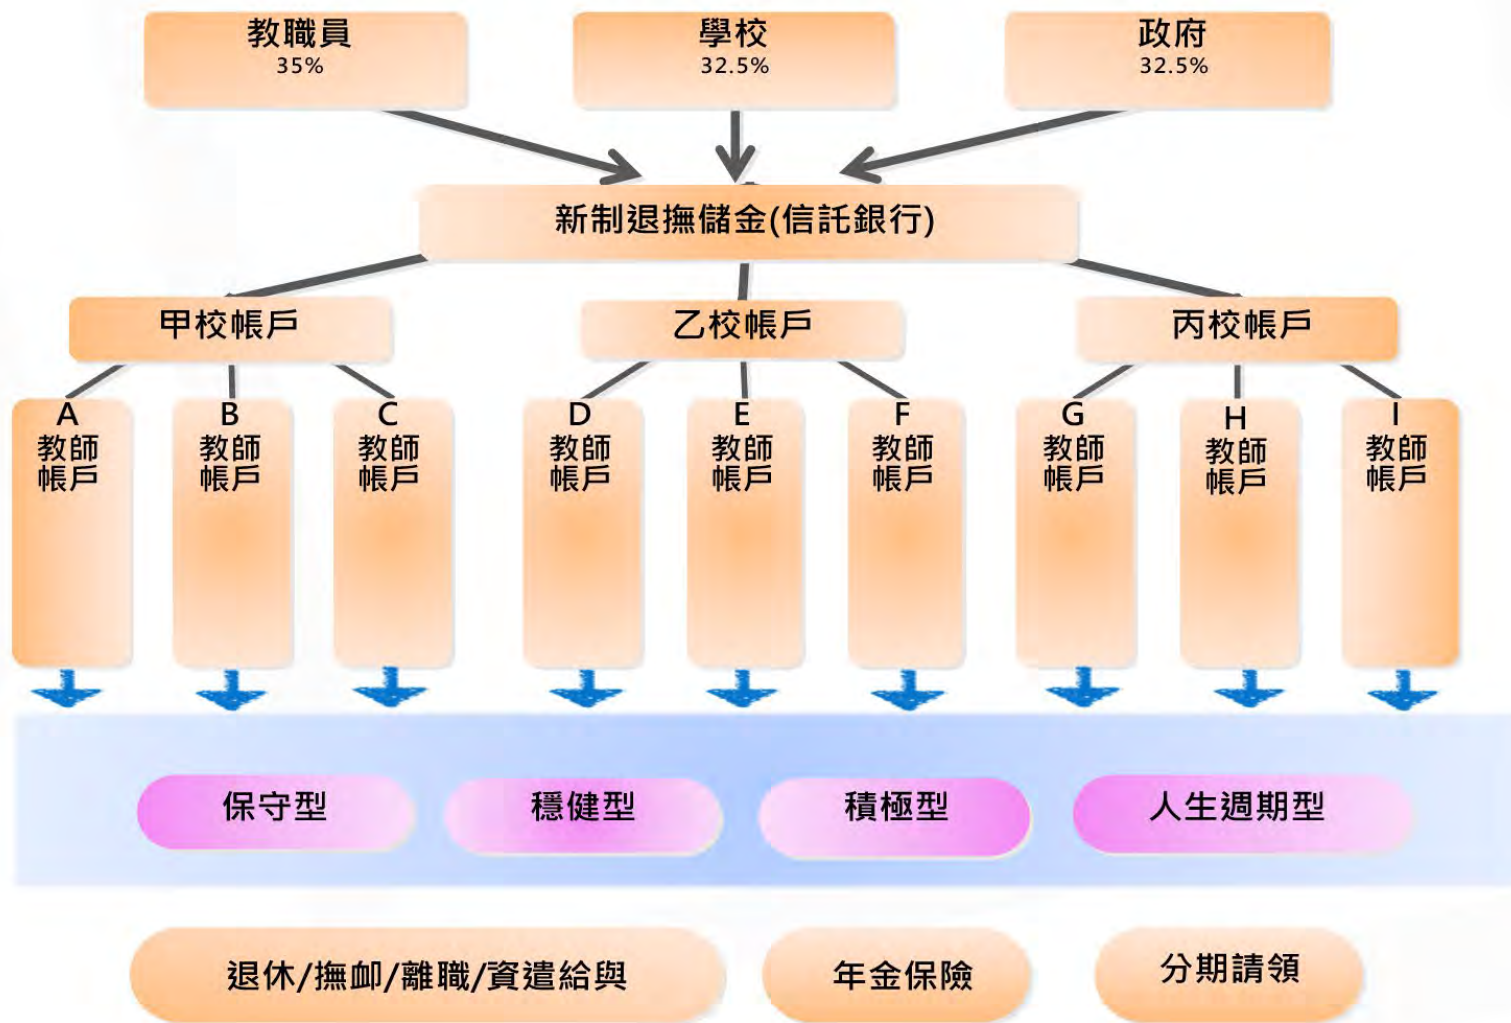 教職員
35%
學校
32.5%
政府
32.5%
新制退撫儲金(信託銀行)
甲校帳戶
乙校帳戶
丙校帳戶
A
教師
帳戶
B
教師
帳戶
C
教師
帳戶
D
教師
帳戶
E
教師
帳戶
F
教師
帳戶
G
教師
帳戶
H
教師
帳戶
I
教師
帳戶
保守型
穩健型
積極型
人生週期型
退休/撫卹/離職/資遣給與
年金保險
分期請領